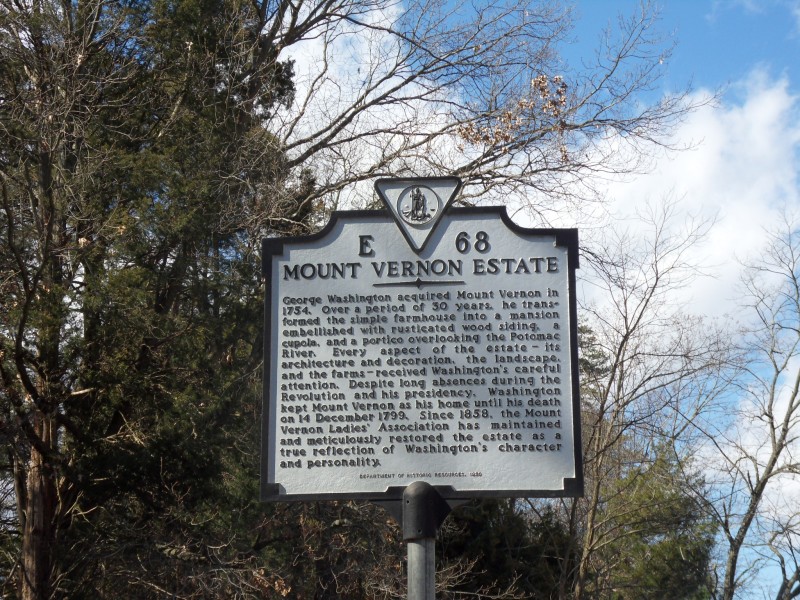 E 68
MOUNT VERNON ESTATE
George Washington acquired Mount Vernon in
1754. Over a period of 30 years, he trans-
formed the simple farmhouse into a mansion
embellished with rusticated wood siding, a
cupola, and a portico overlooking the Potomac
River. Every aspect of the estate – its
architecture and decoration, the landscape,
and the farms – received Washington's careful
attention. Despite long absences during the
Revolution and his presidency, Washington
kept Mount Vernon as his home until his death
on 14 December 1799. Since 1858, the Mount
Vernon Ladies' Association has maintained
and meticulously restored the estate as a
true reflection of Washington's character
and personality.
DEPARTMENT OF HISTORIC RESOURCES,